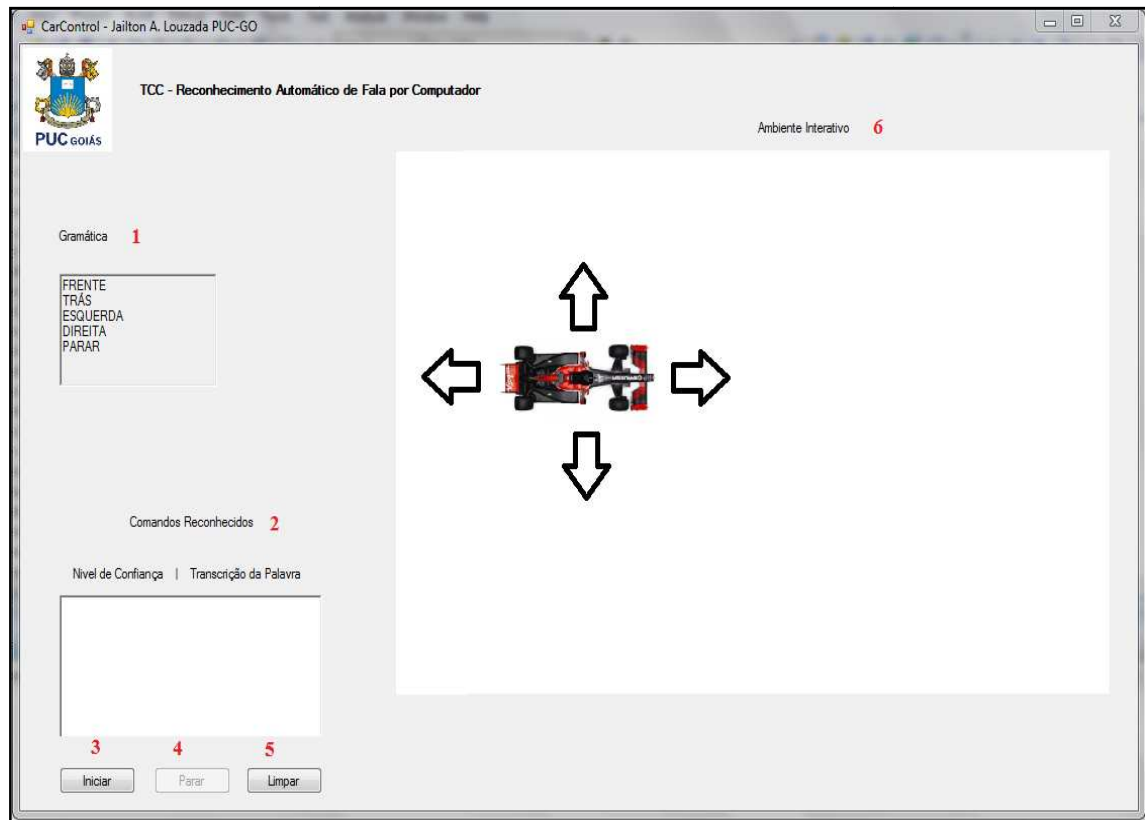 CarControl - Jailton A. Louzada PUC-GO
TCC - Reconhecimento Automático de Fala por Computador
PUC GOIÁS
Ambiente Interativo 6
Gramática 1
FRENTE
TRÁS
ESQUERDA
DIREITA
PARAR
Comandos Reconhecidos 2
Nivel de Confiança | Transcrição da Palavra
3 4 5
Iniciar Parar Limpar